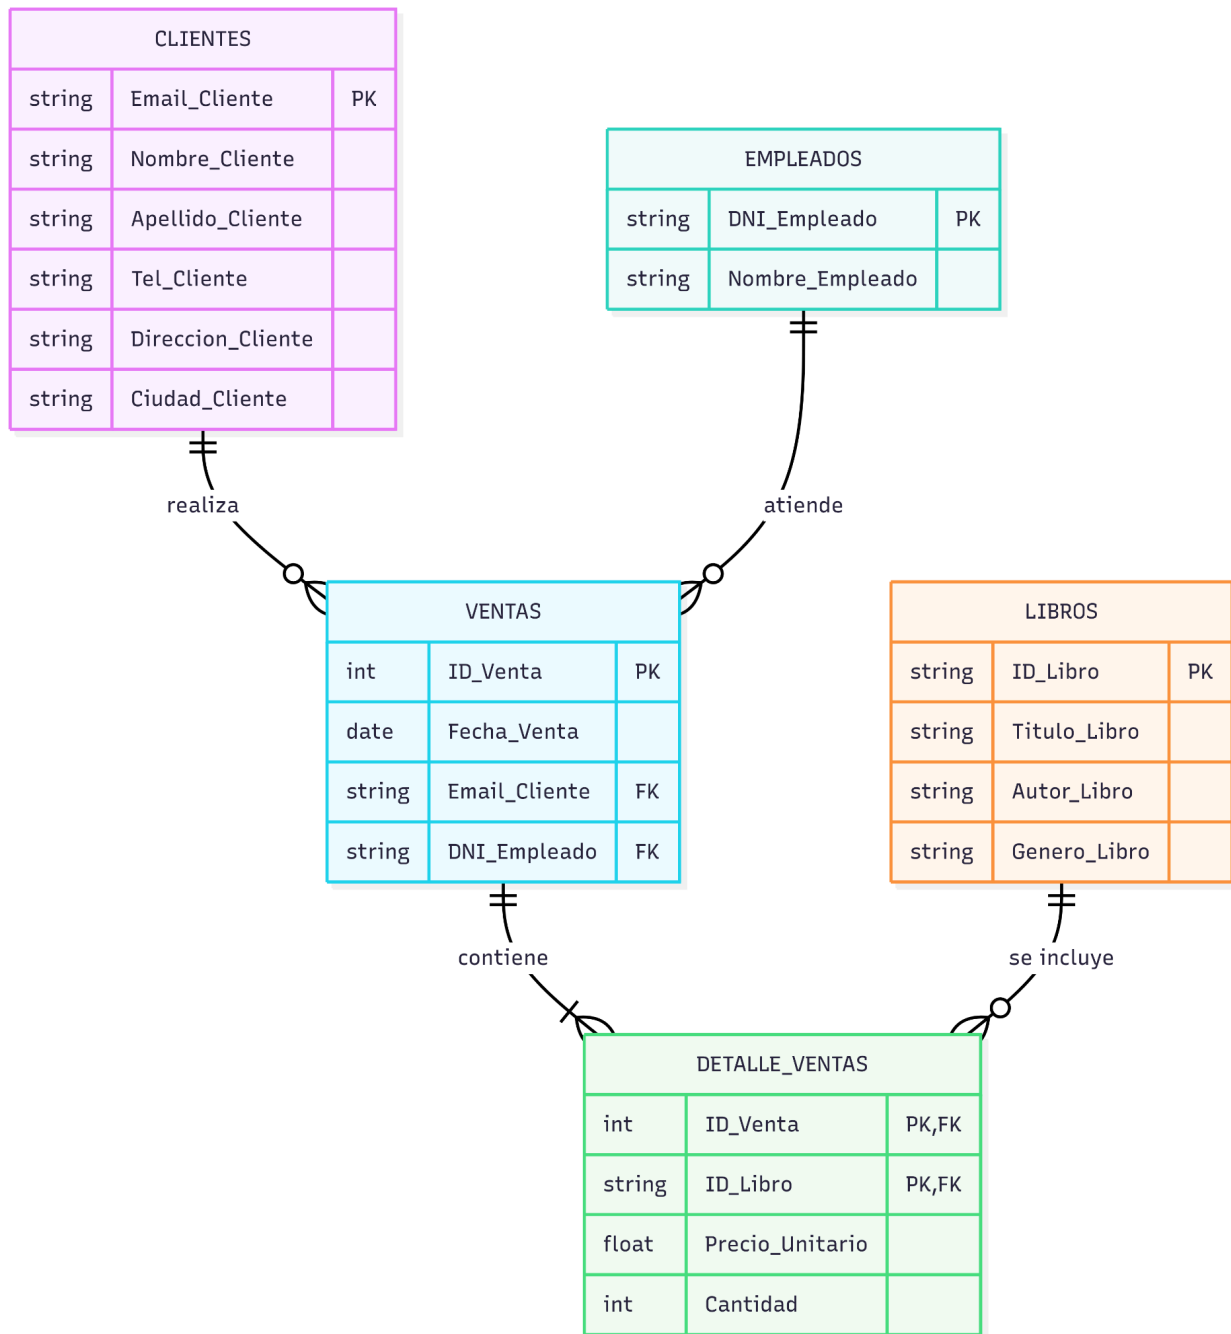 CLIENTES
string Email_Cliente PK
string Nombre_Cliente
string Apellido_Cliente
string Tel_Cliente
string Direccion_Cliente
string Ciudad_Cliente
EMPLEADOS
string DNI_Empleado PK
string Nombre_Empleado
realiza
atiende
VENTAS
int ID_Venta PK
date Fecha_Venta
string Email_Cliente FK
string DNI_Empleado FK
LIBROS
string ID_Libro PK
string Titulo_Libro
string Autor_Libro
string Genero_Libro
contiene
se incluye
DETALLE_VENTAS
int ID_Venta PK,FK
string ID_Libro PK,FK
float Precio_Unitario
int Cantidad